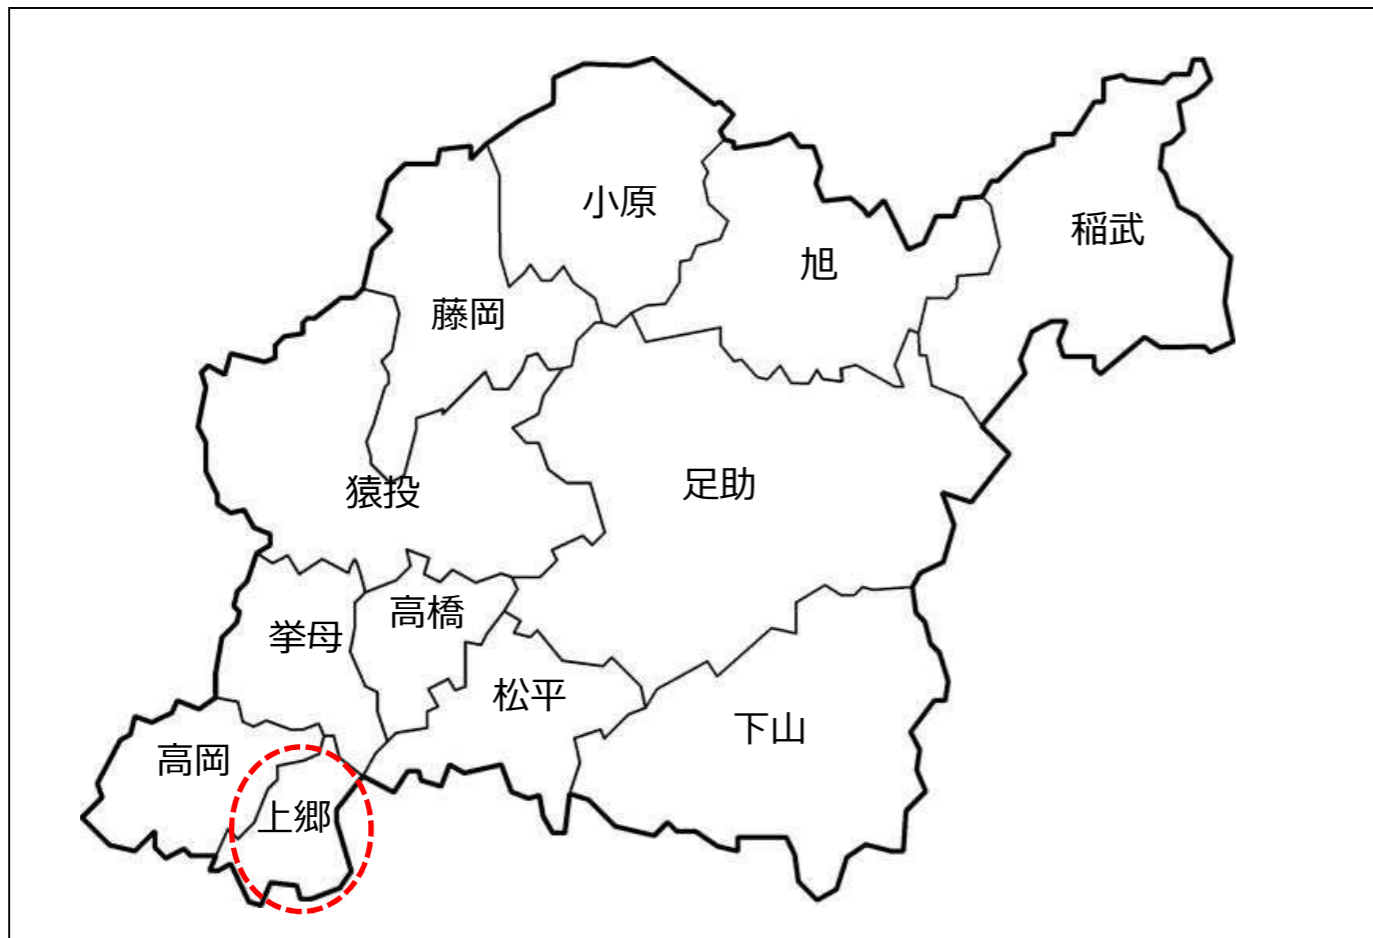 小原
稲武
旭
藤岡
足助
猿投
高橋
挙母
松平
下山
高岡
上郷